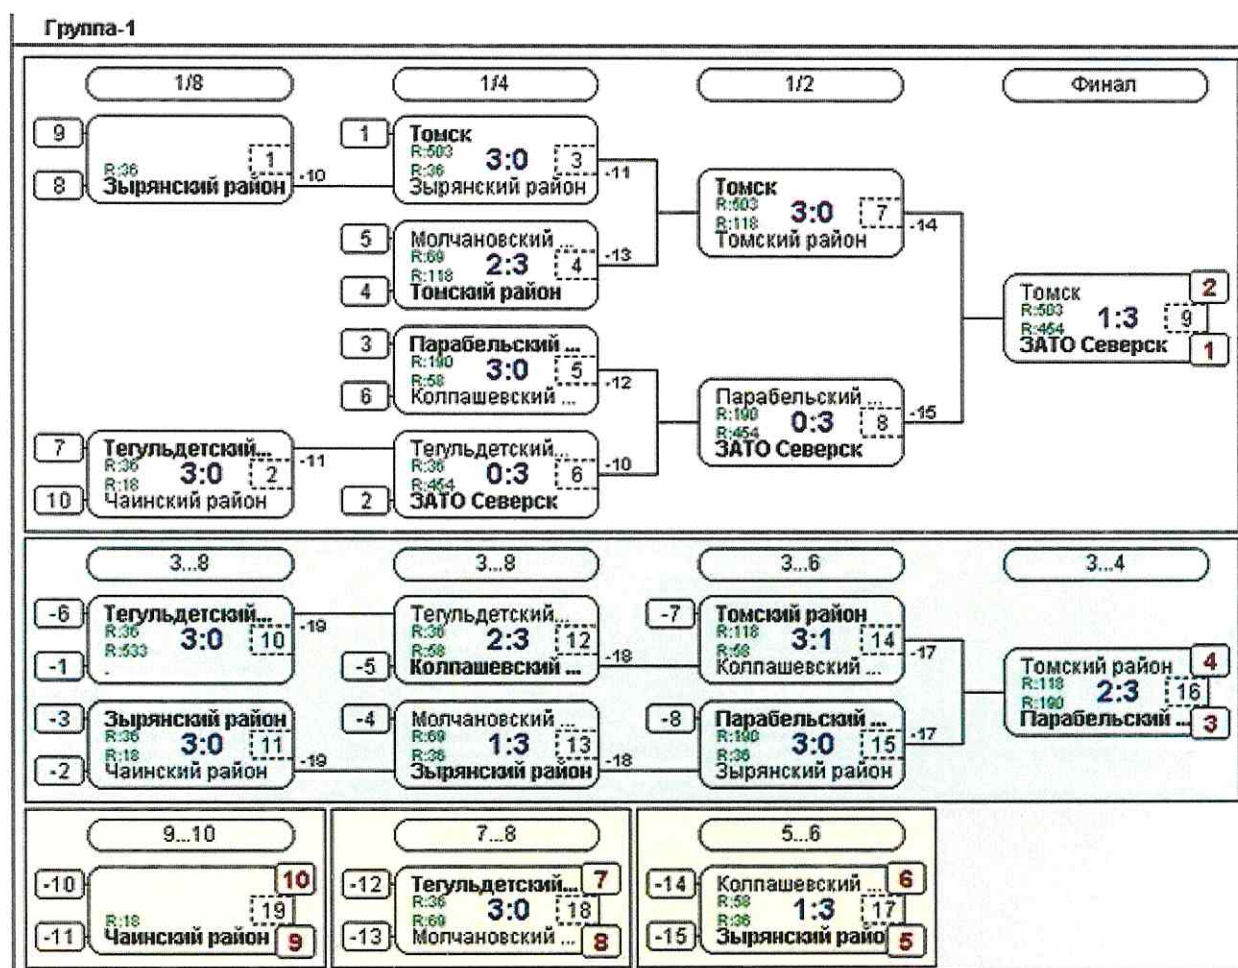 Группа-1
1/8
1/4
1/2
Финал
9
R:36
1
8
Зырянский район
-10
7
Тегульдетский...
R:36
3:0
R:18
2
10
Чаинский район
-11
1
Томск
R:503
3:0
R:36
3
Зырянский район
-11
5
Молчановский ...
R:69
2:3
R:118
4
4
Томский район
-13
3
Парабельский ...
R:190
3:0
R:58
5
6
Колпашевский ...
-12
Тегульдетский...
R:36
0:3
R:454
6
2
ЗАТО Северск
-10
Томск
R:503
3:0
R:118
7
Томский район
-14
Парабельский ...
R:190
0:3
R:454
8
ЗАТО Северск
-15
Томск
2
R:503
1:3
R:454
9
ЗАТО Северск
1
3...8
3...8
3...6
3...4
-6
Тегульдетский...
R:36
3:0
R:533
10
-1
.
-19
-3
Зырянский район
R:36
3:0
R:18
11
-2
Чаинский район
-19
Тегульдетский...
R:36
2:3
R:58
12
-5
Колпашевский ...
-18
-4
Молчановский ...
R:69
1:3
R:36
13
Зырянский район
-18
-7
Томский район
R:118
3:1
R:58
14
Колпашевский ...
-17
-8
Парабельский ...
R:190
3:0
R:36
15
Зырянский район
-17
Томский район
4
R:118
2:3
R:190
16
Парабельский ...
3
9...10
-10
10
R:18
19
-11
Чаинский район
9
7...8
-12
Тегульдетский...
7
R:36
3:0
R:69
18
-13
Молчановский ...
8
5...6
-14
Колпашевский ...
6
R:58
1:3
R:36
17
-15
Зырянский райо
5